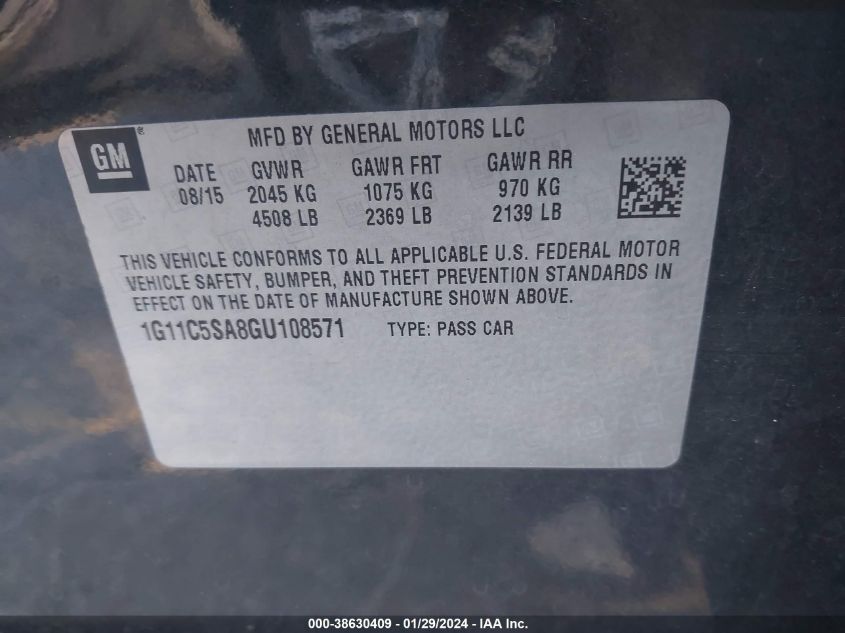 GM®
MFD BY GENERAL MOTORS LLC
DATE GVWR GAWR FRT GAWR RR
08/15 2045 KG 1075 KG 970 KG
4508 LB 2369 LB 2139 LB
THIS VEHICLE CONFORMS TO ALL APPLICABLE U.S. FEDERAL MOTOR
VEHICLE SAFETY, BUMPER, AND THEFT PREVENTION STANDARDS IN
EFFECT ON THE DATE OF MANUFACTURE SHOWN ABOVE.
1G11C5SA8GU108571 TYPE: PASS CAR
000-38630409 - 01/29/2024 - IAA Inc.